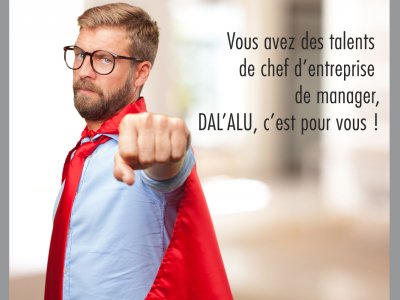 Vous avez des talents
de chef d'entreprise
de manager,
DAL'ALU, c'est pour vous !